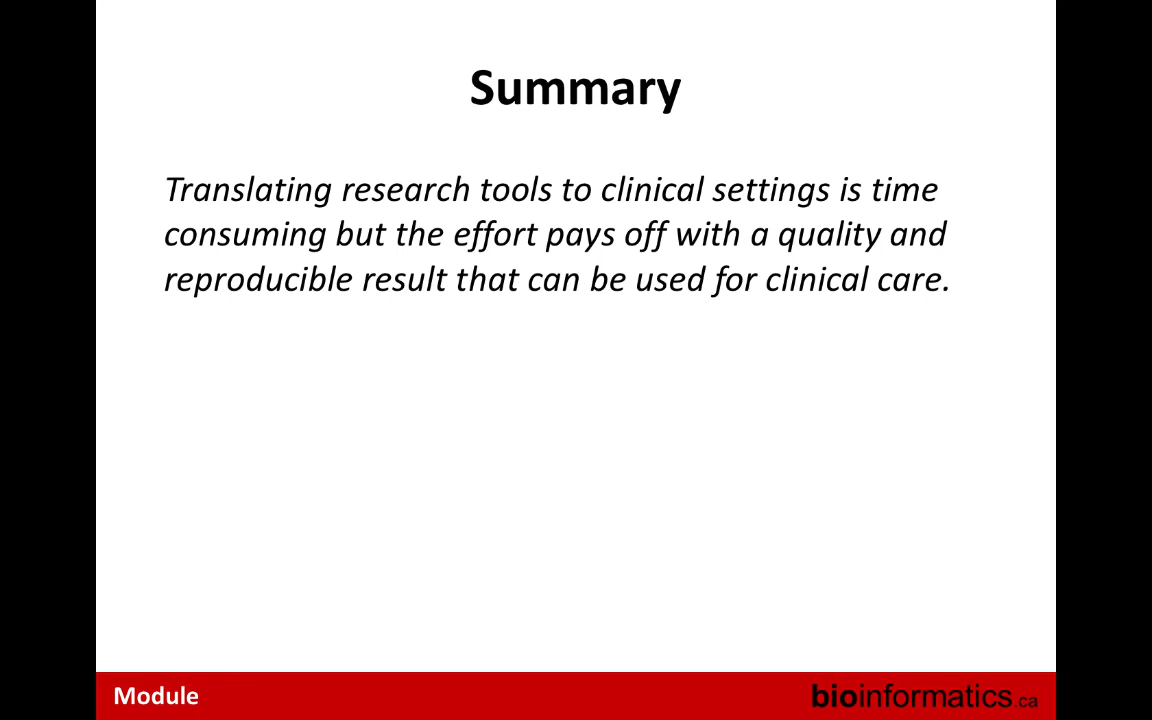 Summary
Translating research tools to clinical settings is time
consuming but the effort pays off with a quality and
reproducible result that can be used for clinical care.
Module
bioinformatics.ca